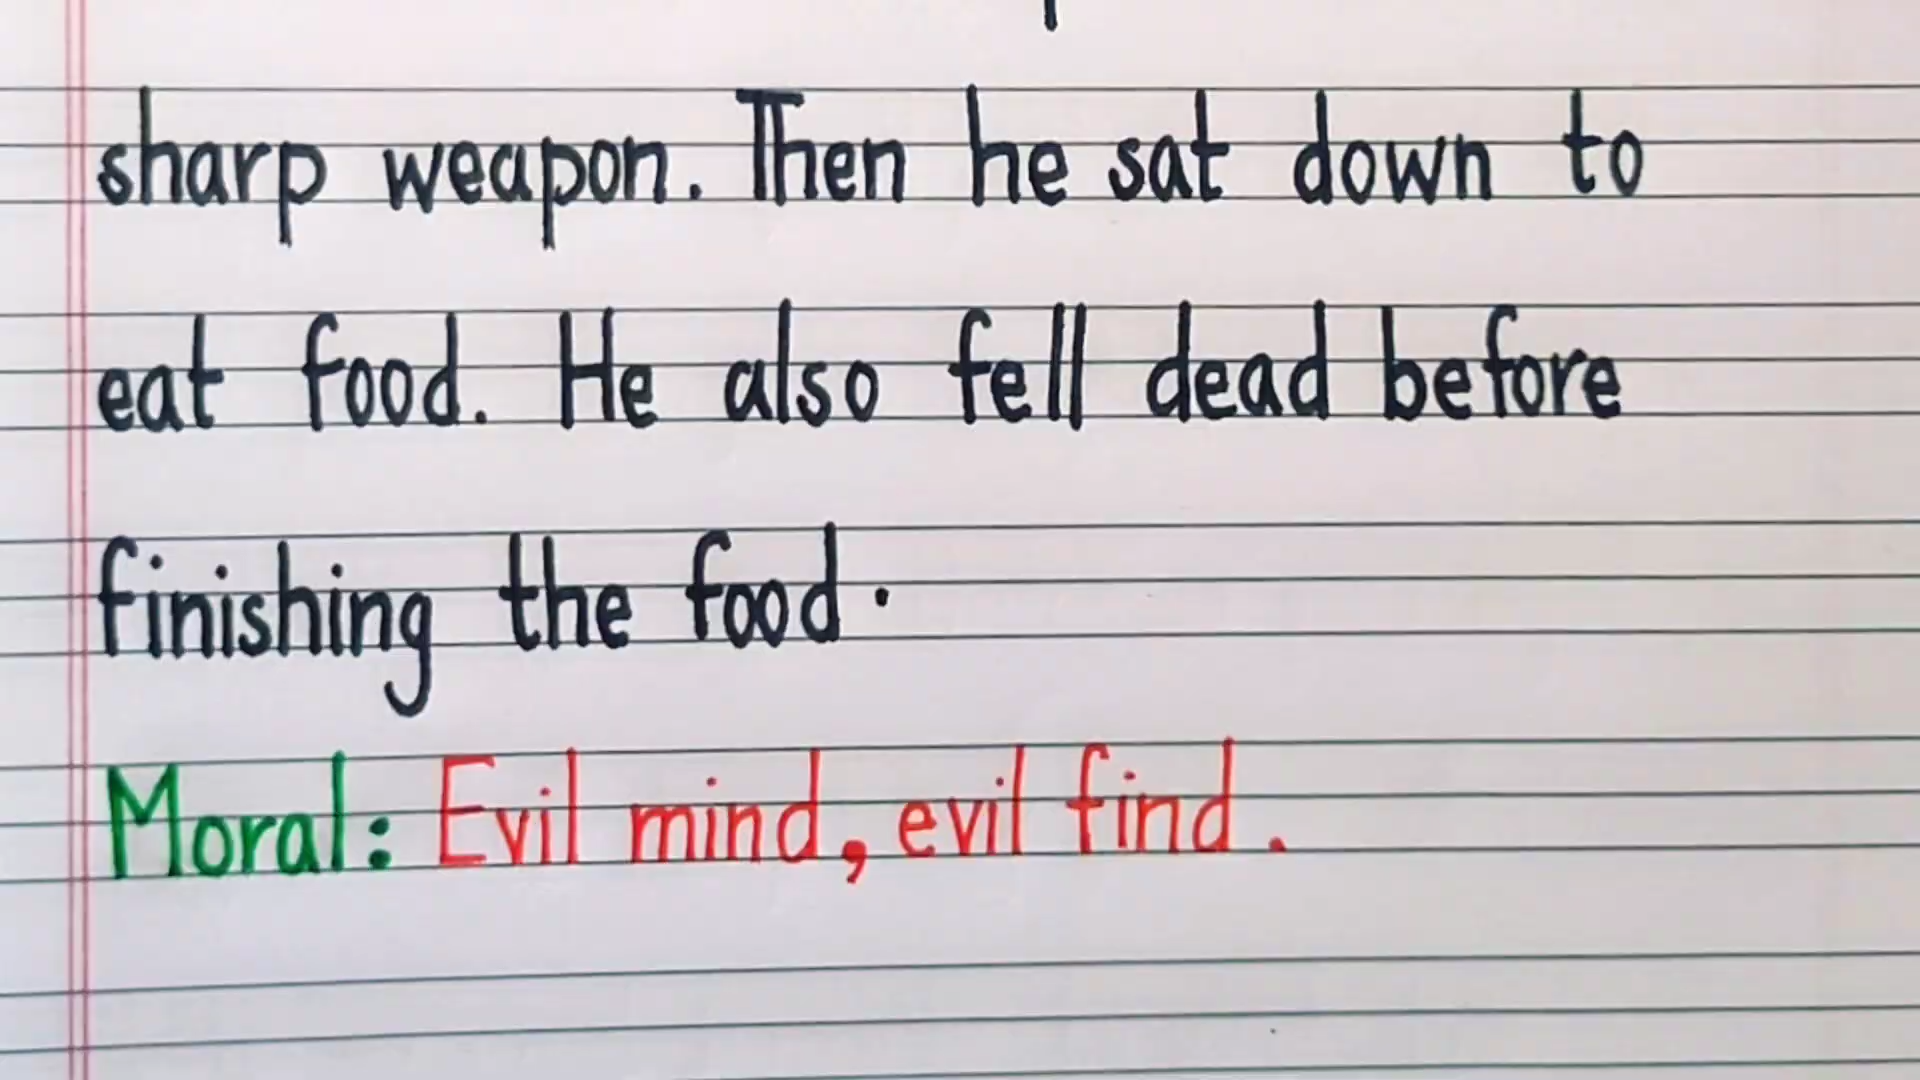 sharp weapon. Then he sat down to
eat food. He also fell dead before
finishing the food.
Moral: Evil mind, evil find.